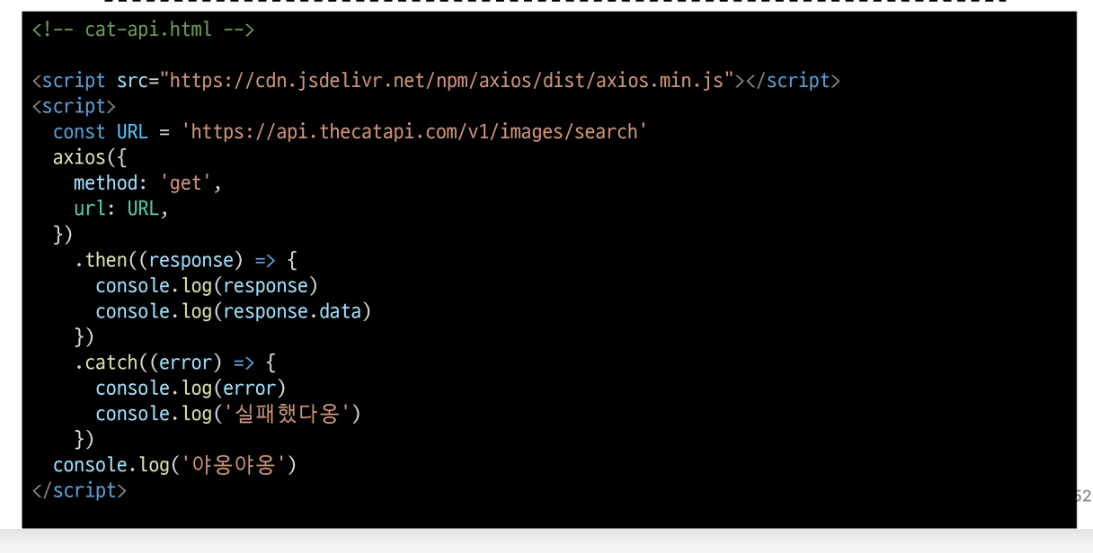 <!-- cat-api.html -->
<script src="https://cdn.jsdelivr.net/npm/axios/dist/axios.min.js"></script>
<script>
  const URL = 'https://api.thecatapi.com/v1/images/search'
  axios({
    method: 'get',
    url: URL,
  })
    .then((response) => {
      console.log(response)
      console.log(response.data)
    })
    .catch((error) => {
      console.log(error)
      console.log('실패했다옹')
    })
  console.log('야옹야옹')
</script>
52